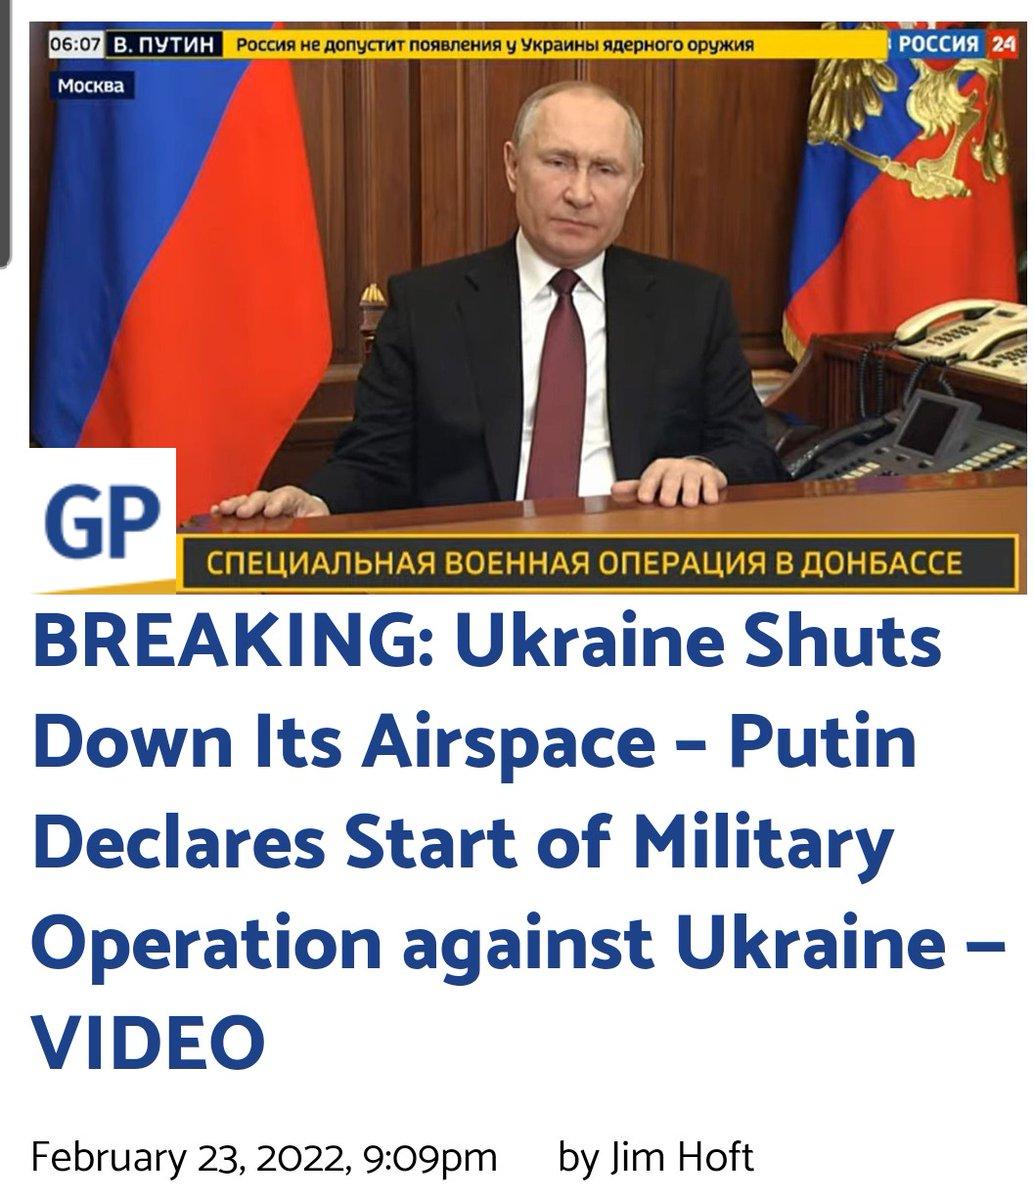 06:07 В. ПУТИН Россия не допустит появления у Украины ядерного оружия РОССИЯ 24
Москва
GP
СПЕЦИАЛЬНАЯ ВОЕННАЯ ОПЕРАЦИЯ В ДОНБАССЕ
BREAKING: Ukraine Shuts
Down Its Airspace – Putin
Declares Start of Military
Operation against Ukraine –
VIDEO
February 23, 2022, 9:09pm by Jim Hoft